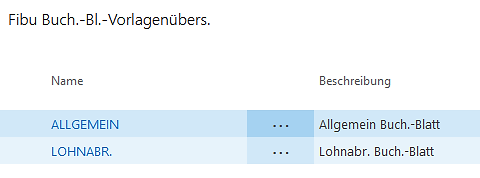 Fibu Buch.-Bl.-Vorlagenübers.
Name Beschreibung
ALLGEMEIN ... Allgemein Buch.-Blatt
LOHNABR. ... Lohnabr. Buch.-Blatt